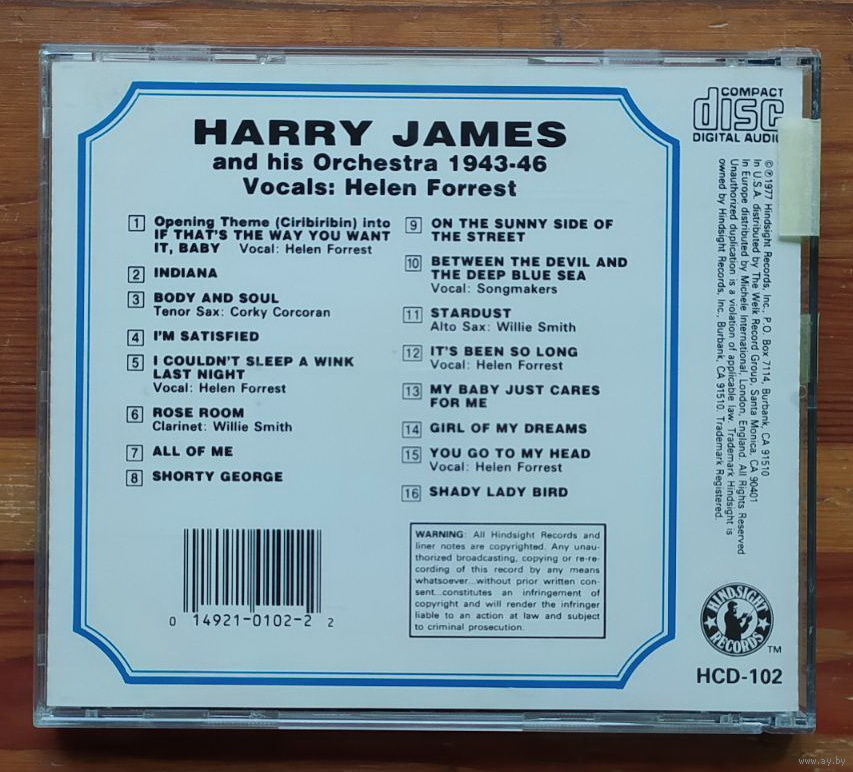 HARRY JAMES
and his Orchestra 1943-46
Vocals: Helen Forrest
1 Opening Theme (Ciribiribin) into
IF THAT'S THE WAY YOU WANT
IT, BABY Vocal: Helen Forrest
2 INDIANA
3 BODY AND SOUL
Tenor Sax: Corky Corcoran
4 I'M SATISFIED
5 I COULDN'T SLEEP A WINK
LAST NIGHT
Vocal: Helen Forrest
6 ROSE ROOM
Clarinet: Willie Smith
7 ALL OF ME
8 SHORTY GEORGE
9 ON THE SUNNY SIDE OF
THE STREET
10 BETWEEN THE DEVIL AND
THE DEEP BLUE SEA
Vocal: Songmakers
11 STARDUST
Alto Sax: Willie Smith
12 IT'S BEEN SO LONG
Vocal: Helen Forrest
13 MY BABY JUST CARES
FOR ME
14 GIRL OF MY DREAMS
15 YOU GO TO MY HEAD
Vocal: Helen Forrest
16 SHADY LADY BIRD
0 14921-0102-2 2
WARNING: All Hindsight Records and
liner notes are copyrighted. Any unau-
thorized broadcasting, copying or re-re-
cording of this record by any means
whatsoever...without prior written con-
sent...constitutes an infringement of
copyright and will render the infringer
liable to an action at law and subject
to criminal prosecution.
COMPACT
disc
DIGITAL AUDIO
©℗1977 Hindsight Records, Inc., P.O. Box 7114, Burbank, CA 91510
In U.S.A. distributed by The Welk Record Group, Santa Monica, CA 90401
In Europe distributed by Michele International, London, England. All Rights Reserved
Unauthorized duplication is a violation of applicable law. Trademark Hindsight is
owned by Hindsight Records, Inc., Burbank, CA 91510. Trademark Registered.
HINDSIGHT
RECORDS
TM
HCD-102
www.ay.by